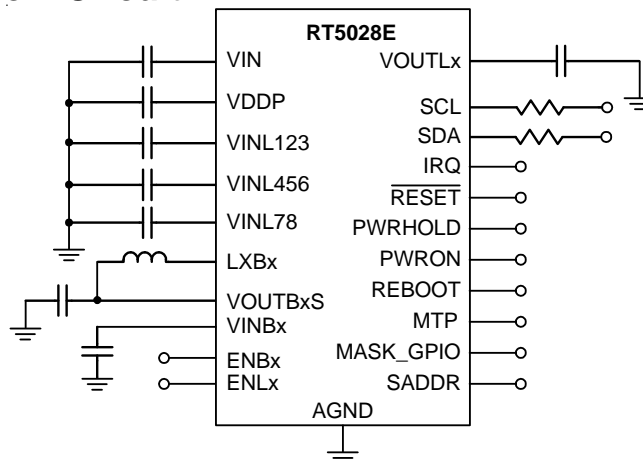 RT5028E
VIN
VDDP
VINL123
VINL456
VINL78
LXBx
VOUTBxS
VINBx
ENBx
ENLx
VOUTLx
SCL
SDA
IRQ
RESET
PWRHOLD
PWRON
REBOOT
MTP
MASK_GPIO
SADDR
AGND